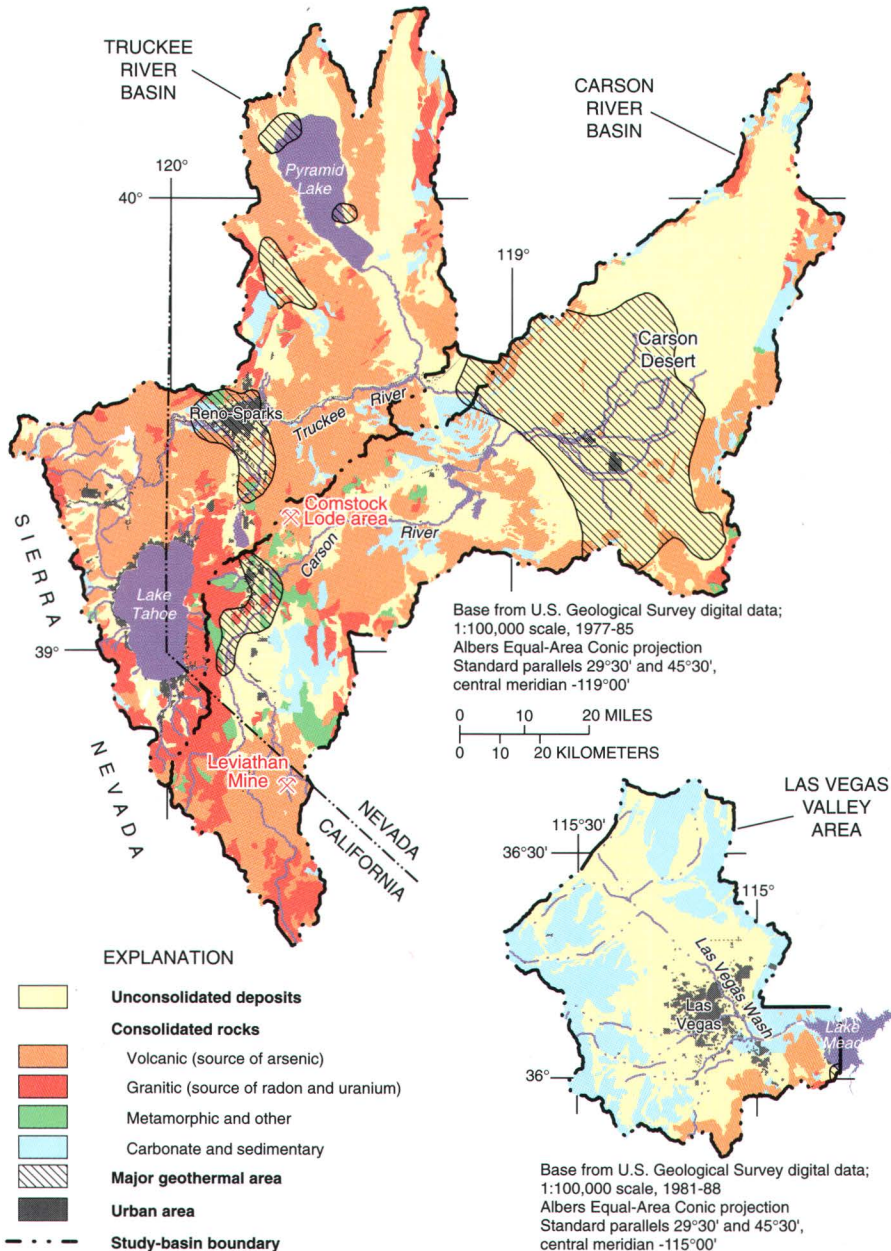 TRUCKEE
RIVER
BASIN
CARSON
RIVER
BASIN
120°
40°
Pyramid
Lake
119°
Carson
Desert
Reno-Sparks
Truckee River
Comstock
Lode area
Carson River
SIERRA
NEVADA
Lake
Tahoe
39°
Leviathan
Mine
NEVADA
CALIFORNIA
Base from U.S. Geological Survey digital data;
1:100,000 scale, 1977-85
Albers Equal-Area Conic projection
Standard parallels 29°30' and 45°30',
central meridian -119°00'
0 10 20 MILES
0 10 20 KILOMETERS
LAS VEGAS
VALLEY
AREA
115°30'
36°30'
115°
Las Vegas Wash
Las
Vegas
Lake
Mead
36°
Base from U.S. Geological Survey digital data;
1:100,000 scale, 1981-88
Albers Equal-Area Conic projection
Standard parallels 29°30' and 45°30',
central meridian -115°00'
EXPLANATION
Unconsolidated deposits
Consolidated rocks
Volcanic (source of arsenic)
Granitic (source of radon and uranium)
Metamorphic and other
Carbonate and sedimentary
Major geothermal area
Urban area
Study-basin boundary